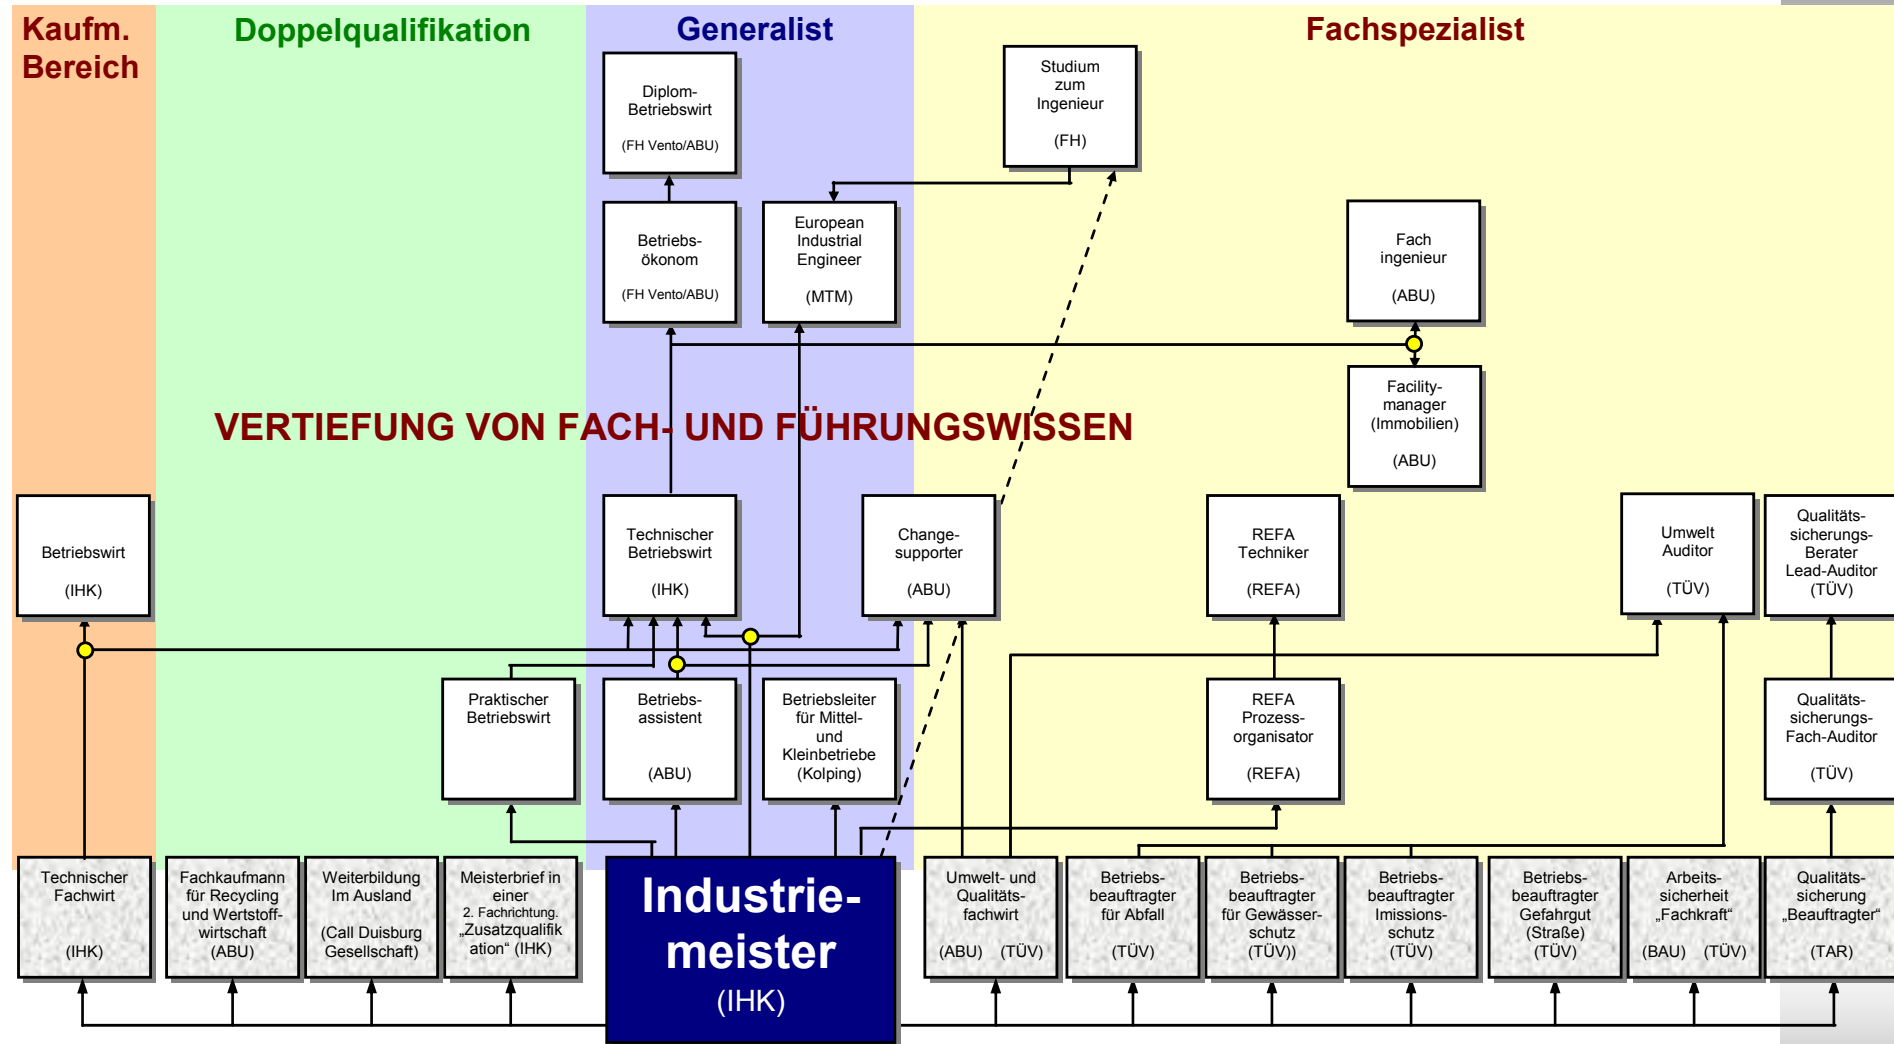 Kaufm.
Bereich
Doppelqualifikation
Generalist
Fachspezialist
Diplom-
Betriebswirt
(FH Vento/ABU)
Studium
zum
Ingenieur
(FH)
Betriebs-
ökonom
(FH Vento/ABU)
European
Industrial
Engineer
(MTM)
Fach
ingenieur
(ABU)
Facility-
manager
(Immobilien)
(ABU)
VERTIEFUNG VON FACH- UND FÜHRUNGSWISSEN
Betriebswirt
(IHK)
Technischer
Betriebswirt
(IHK)
Change-
supporter
(ABU)
REFA
Techniker
(REFA)
Umwelt
Auditor
(TÜV)
Qualitäts-
sicherungs-
Berater
Lead-Auditor
(TÜV)
Praktischer
Betriebswirt
Betriebs-
assistent
(ABU)
Betriebsleiter
für Mittel-
und
Kleinbetriebe
(Kolping)
REFA
Prozess-
organisator
(REFA)
Qualitäts-
sicherungs-
Fach-Auditor
(TÜV)
Technischer
Fachwirt
(IHK)
Fachkaufmann
für Recycling
und Wertstoff-
wirtschaft
(ABU)
Weiterbildung
Im Ausland
(Call Duisburg
Gesellschaft)
Meisterbrief in
einer
2. Fachrichtung.
„Zusatzqualifik
ation“ (IHK)
Industrie-
meister
(IHK)
Umwelt- und
Qualitäts-
fachwirt
(ABU) (TÜV)
Betriebs-
beauftragter
für Abfall
(TÜV)
Betriebs-
beauftragter
für Gewässer-
schutz
(TÜV))
Betriebs-
beauftragter
Imissions-
schutz
(TÜV)
Betriebs-
beauftragter
Gefahrgut
(Straße)
(TÜV)
Arbeits-
sicherheit
„Fachkraft“
(BAU) (TÜV)
Qualitäts-
sicherung
„Beauftragter“
(TAR)